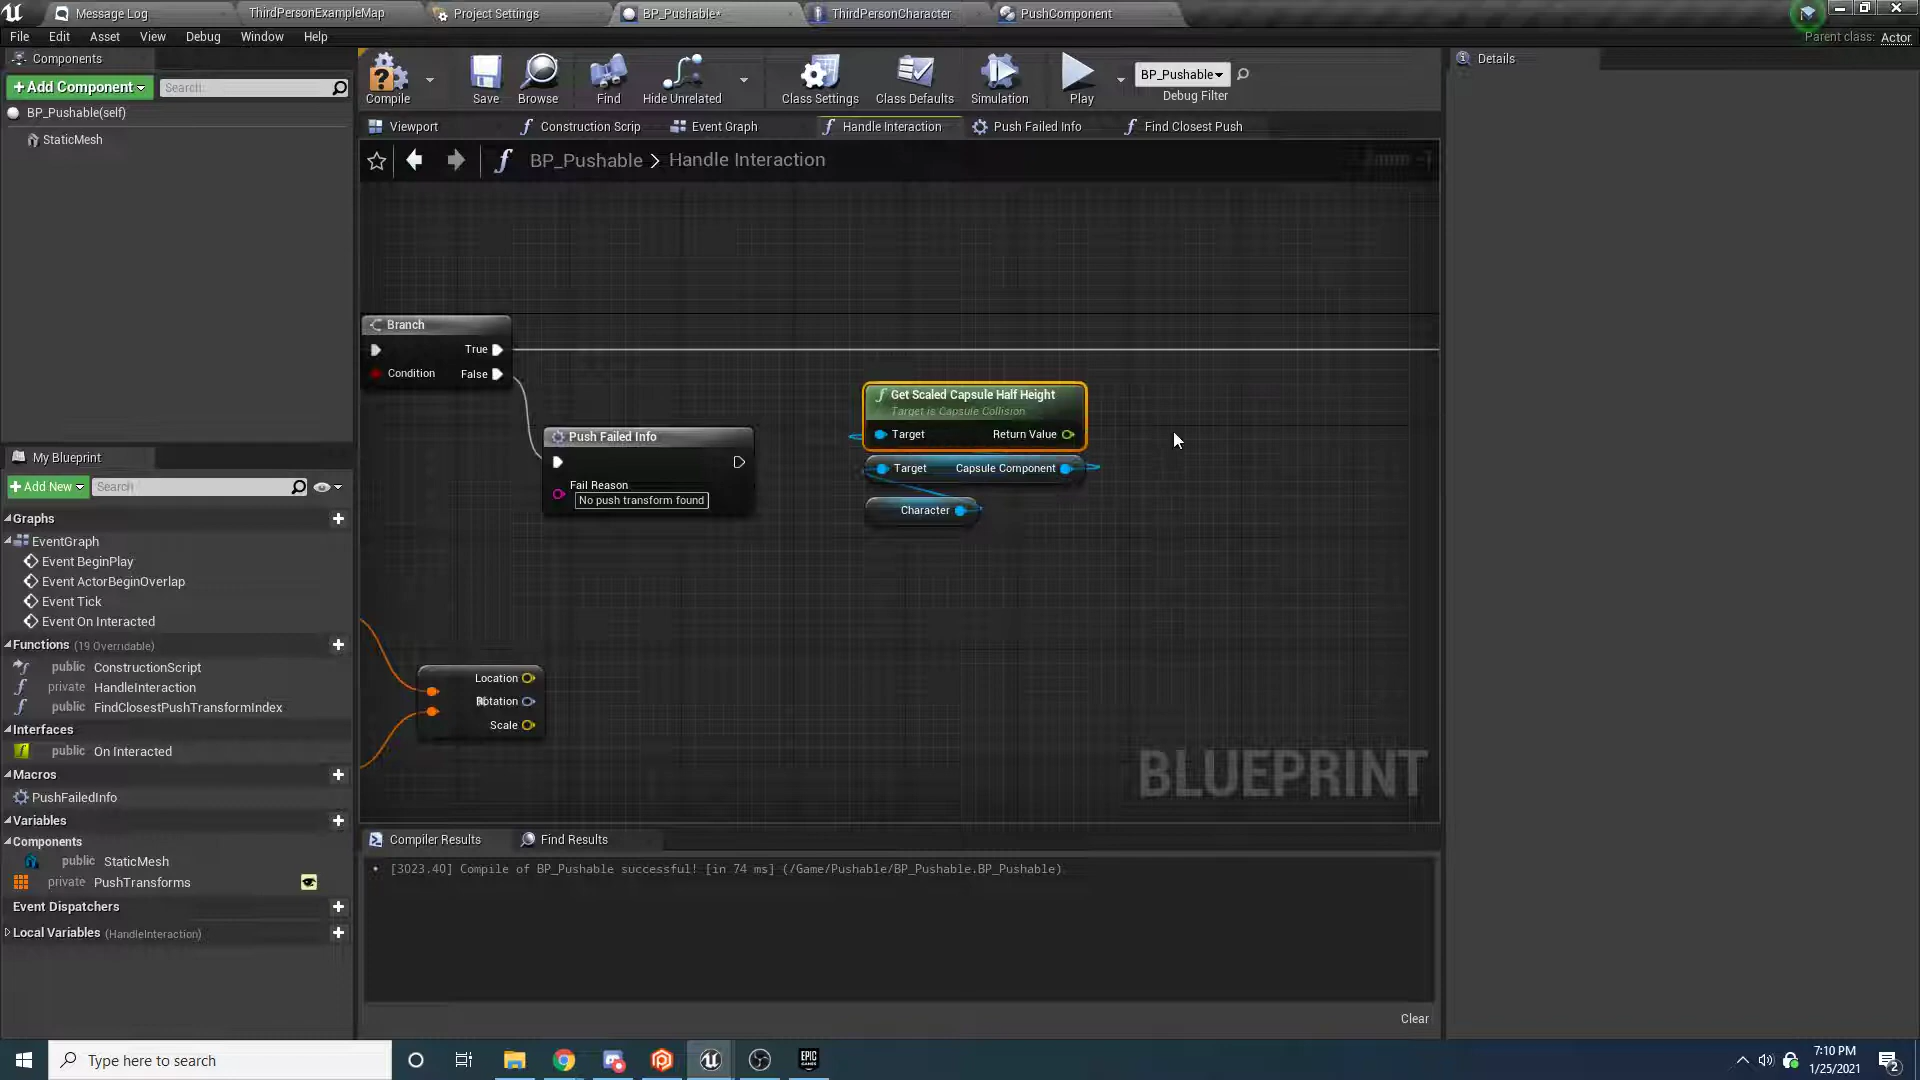 Message Log
ThirdPersonExampleMap
Project Settings
BP_Pushable*
ThirdPersonCharacter
PushComponent
File
Edit
Asset
View
Debug
Window
Help
Parent class: Actor
Components
+Add Component
Search
BP_Pushable(self)
StaticMesh
Compile
Save
Browse
Find
Hide Unrelated
Class Settings
Class Defaults
Simulation
Play
BP_Pushable
Debug Filter
Details
Viewport
Construction Scrip
Event Graph
Handle Interaction
Push Failed Info
Find Closest Push
BP_Pushable > Handle Interaction
Branch
True
Condition
False
Push Failed Info
Fail Reason
No push transform found
Get Scaled Capsule Half Height
Target is Capsule Collision
Target
Return Value
Target
Capsule Component
Character
Location
Rotation
Scale
BLUEPRINT
My Blueprint
+Add New
Search
Graphs
EventGraph
Event BeginPlay
Event ActorBeginOverlap
Event Tick
Event On Interacted
Functions (19 Overridable)
public ConstructionScript
private HandleInteraction
public FindClosestPushTransformIndex
Interfaces
public On Interacted
Macros
PushFailedInfo
Variables
Components
public StaticMesh
private PushTransforms
Event Dispatchers
Local Variables (HandleInteraction)
Compiler Results
Find Results
[3023.40] Compile of BP_Pushable successful! [in 74 ms] (/Game/Pushable/BP_Pushable.BP_Pushable)
Clear
Type here to search
EPIC
GAMES
7:10 PM
1/25/2021
2